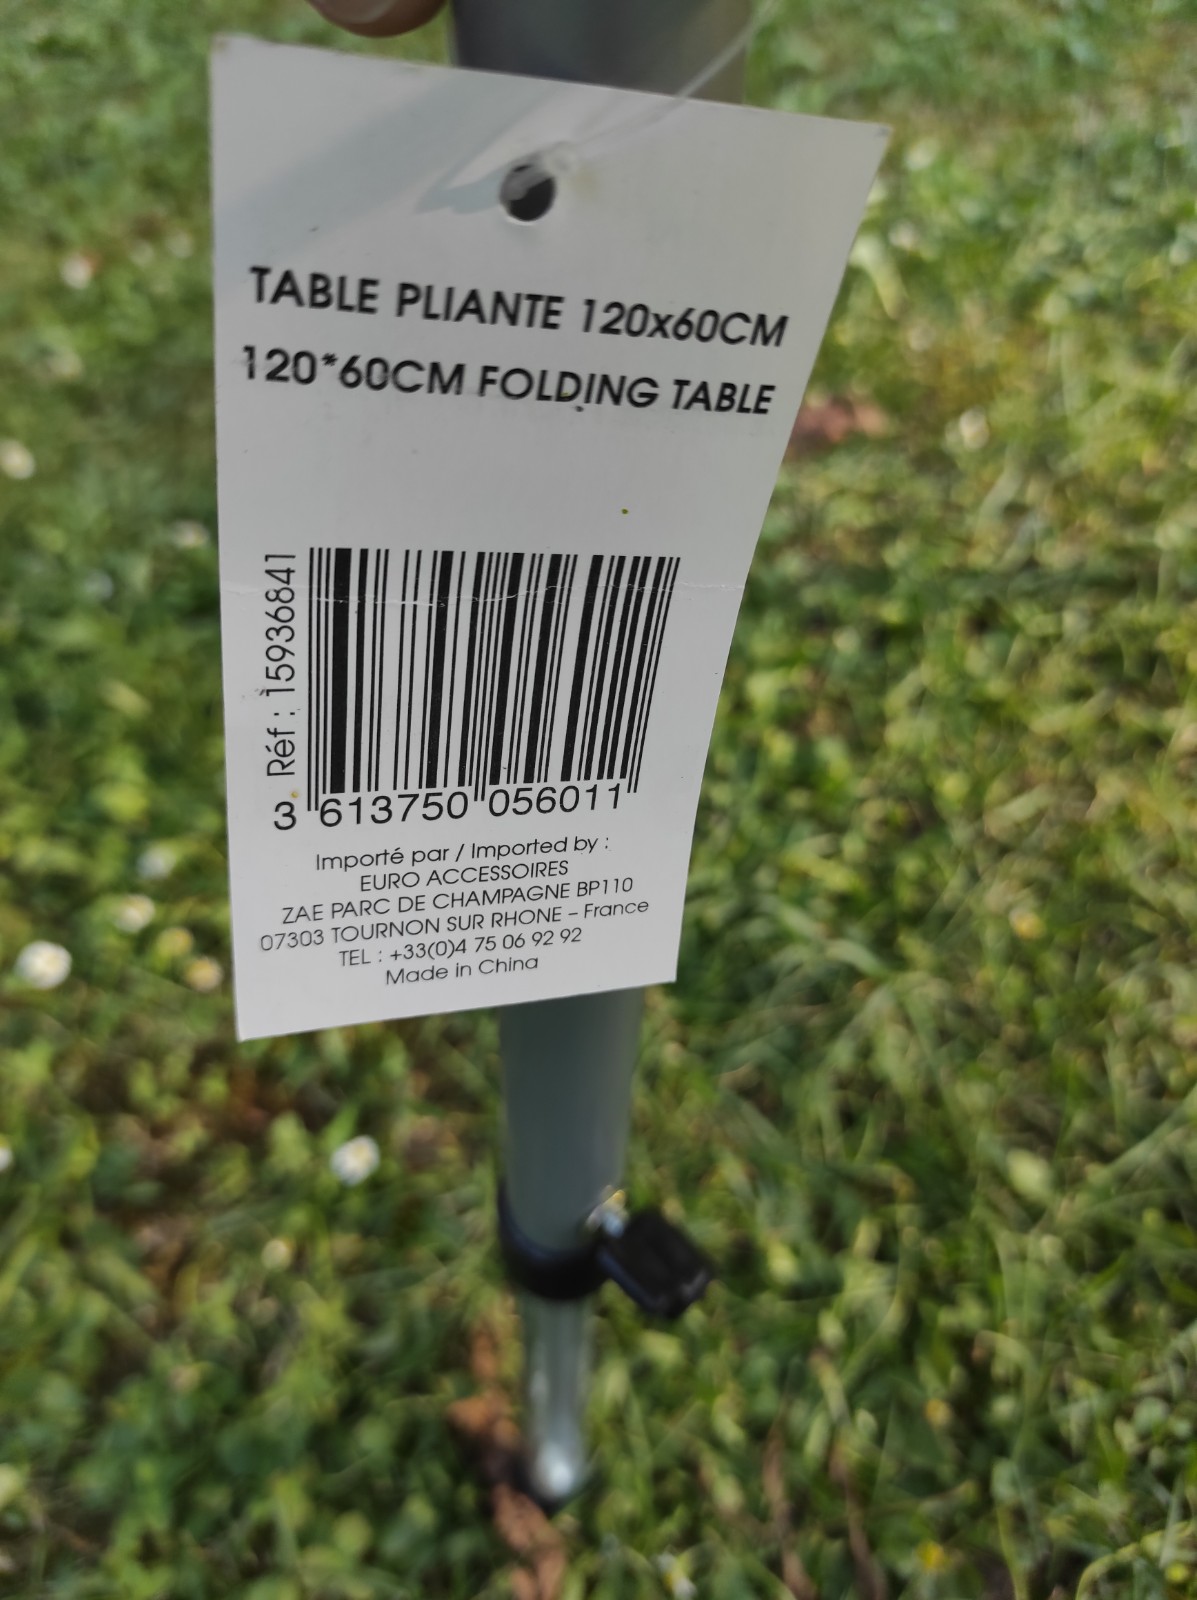 TABLE PLIANTE 120x60CM
120*60CM FOLDING TABLE
Réf : 15936841
3 613750 056011
Importé par / Imported by :
EURO ACCESSOIRES
ZAE PARC DE CHAMPAGNE BP110
07303 TOURNON SUR RHONE – France
TEL : +33(0)4 75 06 92 92
Made in China